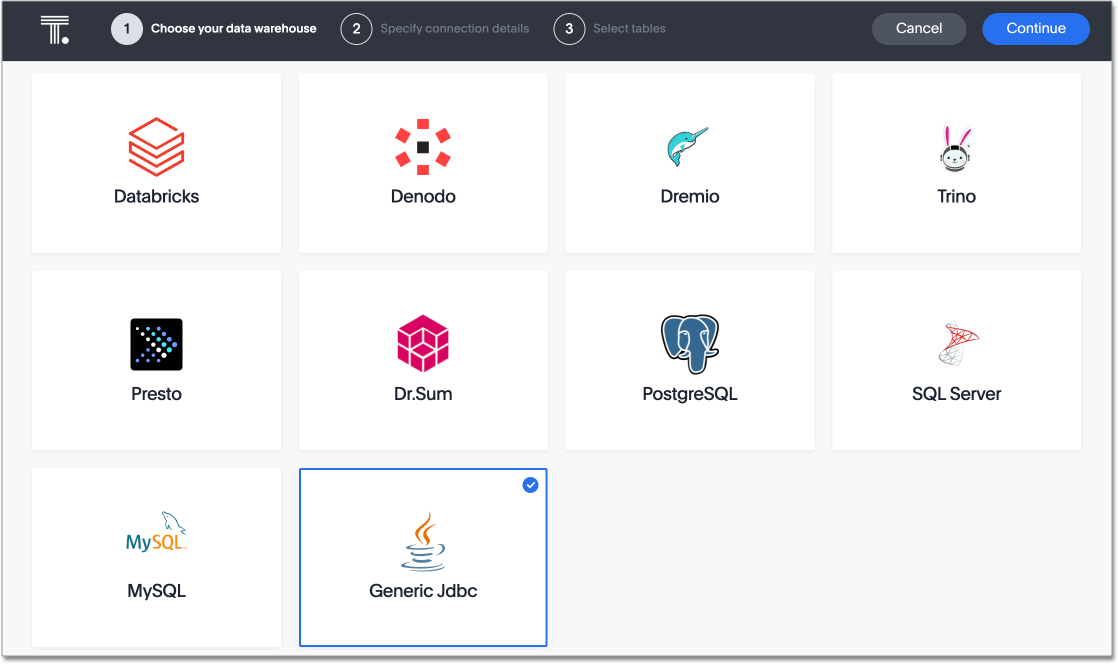 T. 1 Choose your data warehouse 2 Specify connection details 3 Select tables Cancel Continue
Databricks Denodo Dremio Trino
Presto Dr.Sum PostgreSQL SQL Server
MySQL
MySQL Generic Jdbc